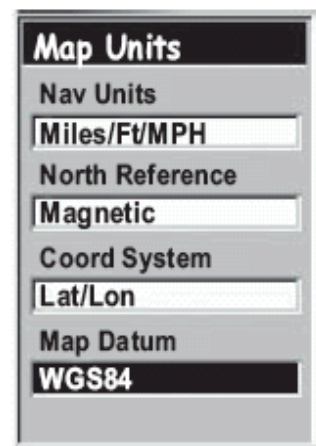 Map Units
Nav Units
Miles/Ft/MPH
North Reference
Magnetic
Coord System
Lat/Lon
Map Datum
WGS84